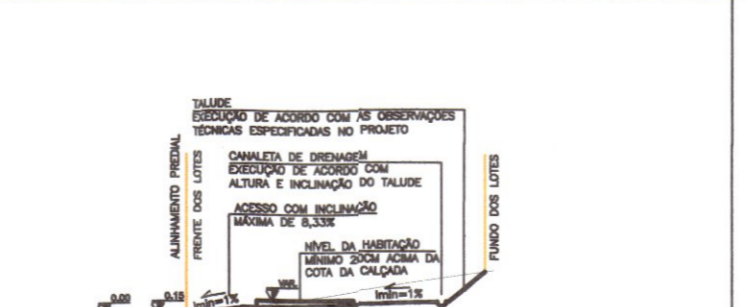 TALUDE
EXECUÇÃO DE ACORDO COM AS OBSERVAÇÕES
TÉCNICAS ESPECIFICADAS NO PROJETO
ALINHAMENTO PREDIAL
FRENTE DOS LOTES
CANALETA DE DRENAGEM
EXECUÇÃO DE ACORDO COM
ALTURA E INCLINAÇÃO DO TALUDE
FUNDO DOS LOTES
ACESSO COM INCLINAÇÃO
MÁXIMA DE 8,33%
NÍVEL DA HABITAÇÃO
MÍNIMO 20CM ACIMA DA
COTA DA CALÇADA
VAR.
0.00
0.15
imin=1%
imin=1%